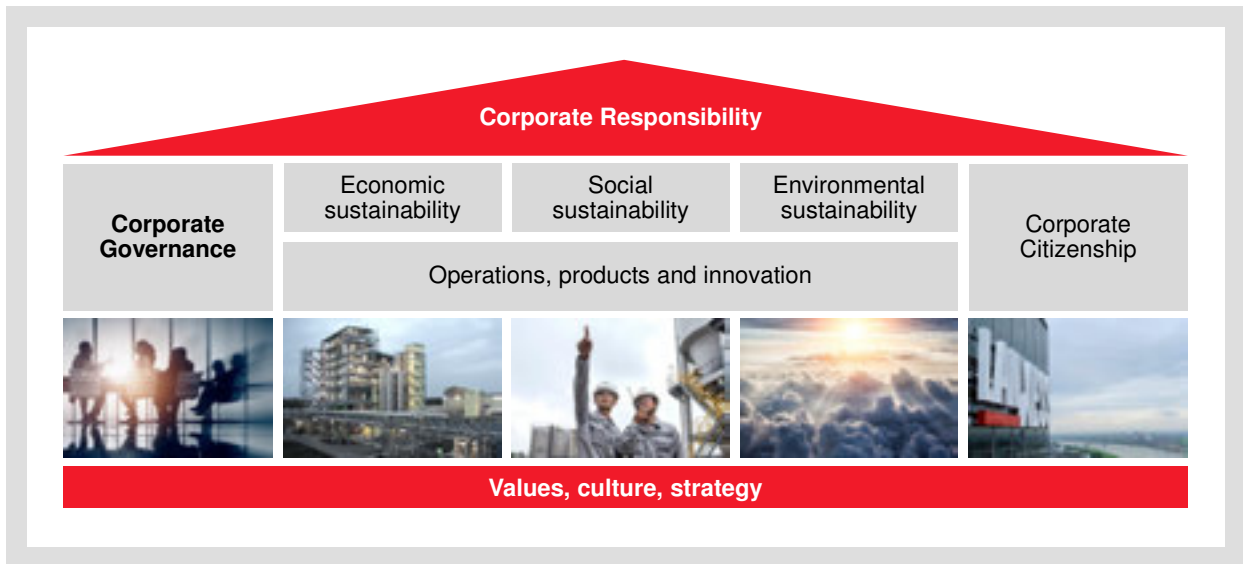 Corporate Responsibility
Corporate
Governance
Economic
sustainability
Social
sustainability
Environmental
sustainability
Corporate
Citizenship
Operations, products and innovation
Values, culture, strategy